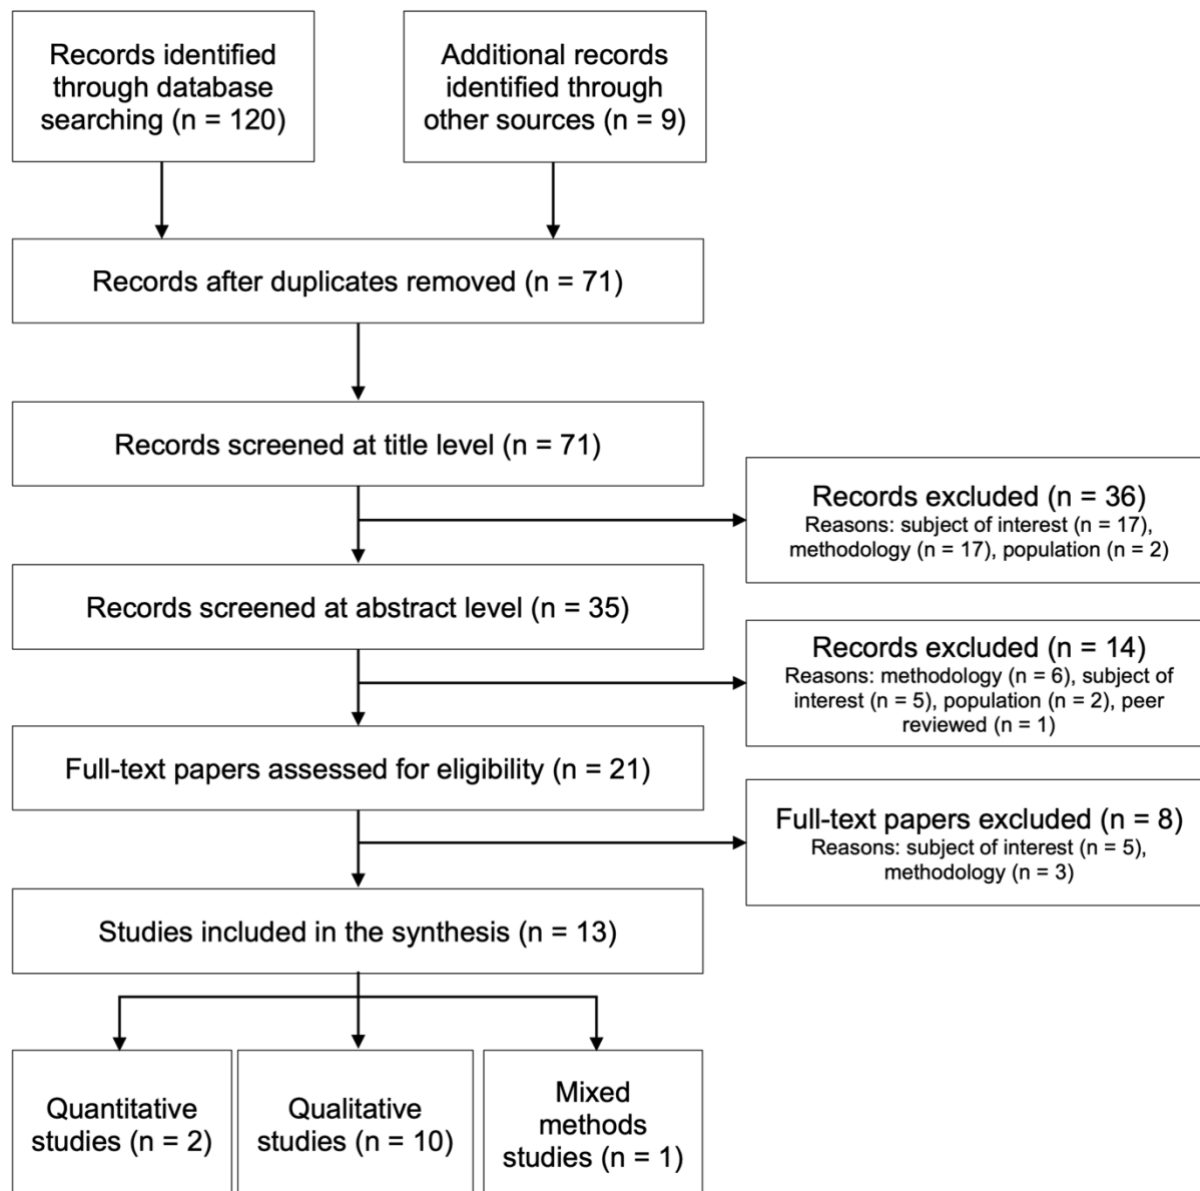 Records identified
through database
searching (n = 120)
Additional records
identified through
other sources (n = 9)
Records after duplicates removed (n = 71)
Records screened at title level (n = 71)
Records excluded (n = 36)
Reasons: subject of interest (n = 17),
methodology (n = 17), population (n = 2)
Records screened at abstract level (n = 35)
Records excluded (n = 14)
Reasons: methodology (n = 6), subject of
interest (n = 5), population (n = 2), peer
reviewed (n = 1)
Full-text papers assessed for eligibility (n = 21)
Full-text papers excluded (n = 8)
Reasons: subject of interest (n = 5),
methodology (n = 3)
Studies included in the synthesis (n = 13)
Quantitative
studies (n = 2)
Qualitative
studies (n = 10)
Mixed
methods
studies (n = 1)